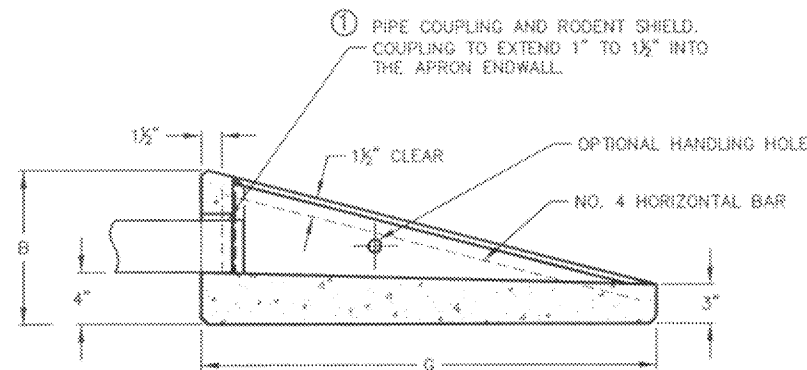 ① PIPE COUPLING AND RODENT SHIELD.
COUPLING TO EXTEND 1" TO 1½" INTO
THE APRON ENDWALL.
1½"
1½" CLEAR
OPTIONAL HANDLING HOLE
NO. 4 HORIZONTAL BAR
B
4"
3"
G